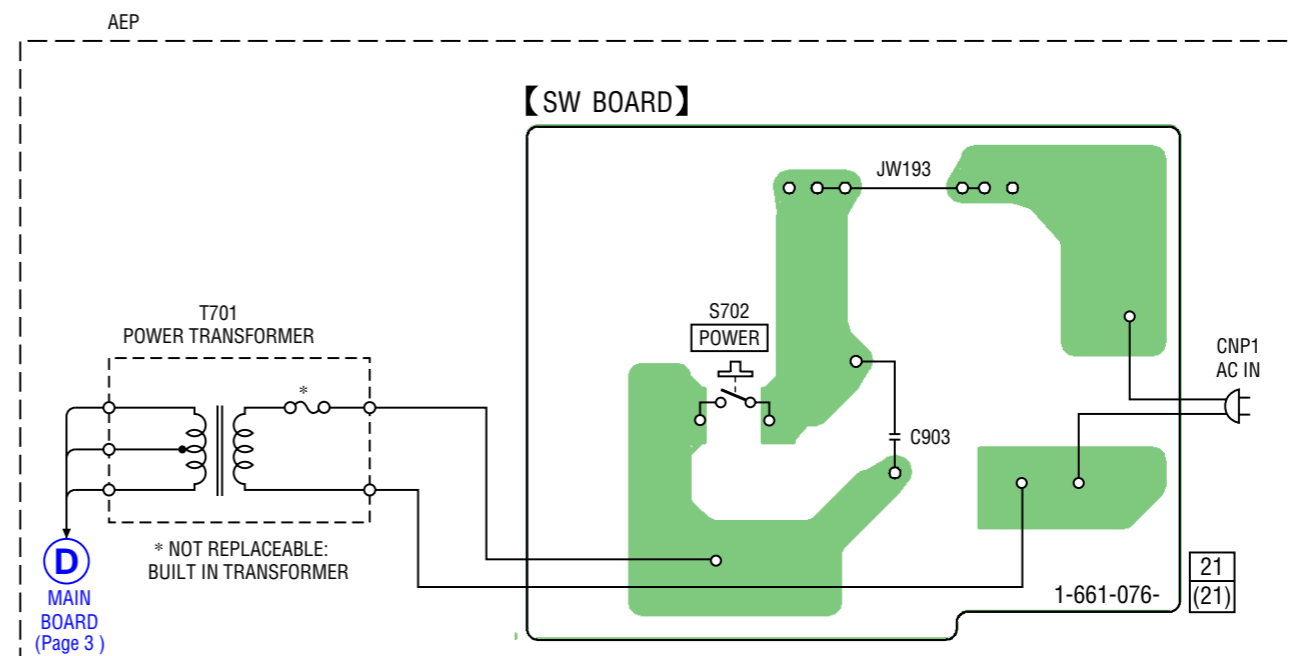 AEP
【SW BOARD】
JW193
T701
POWER TRANSFORMER
S702
POWER
CNP1
AC IN
*
C903
* NOT REPLACEABLE:
BUILT IN TRANSFORMER
D
MAIN
BOARD
(Page 3 )
1-661-076-
21
(21)